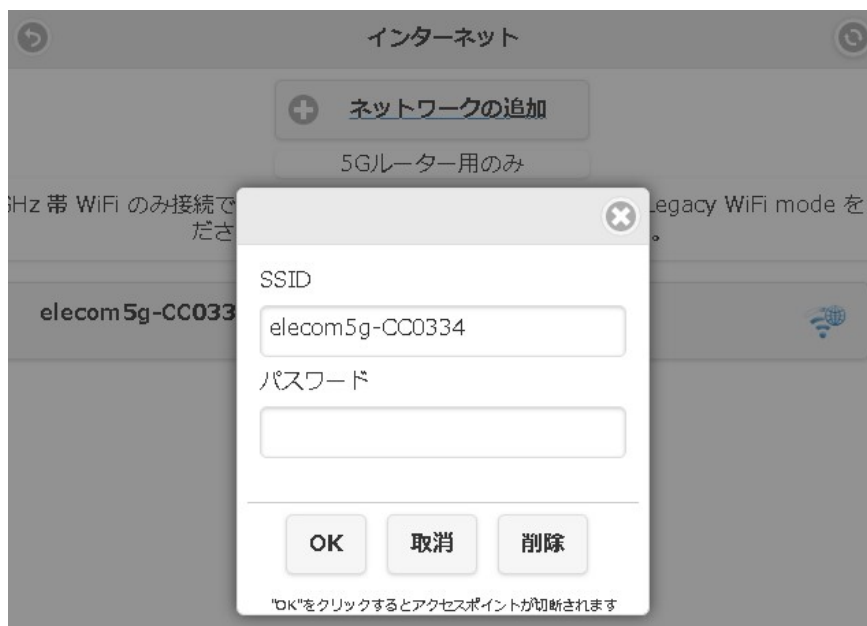 インターネット
ネットワークの追加
5Gルーター用のみ
Hz 帯 WiFi のみ接続で
Legacy WiFi mode を
ださ
。
elecom5g-CC033
SSID
elecom5g-CC0334
パスワード
OK
取消
削除
"OK"をクリックするとアクセスポイントが切断されます